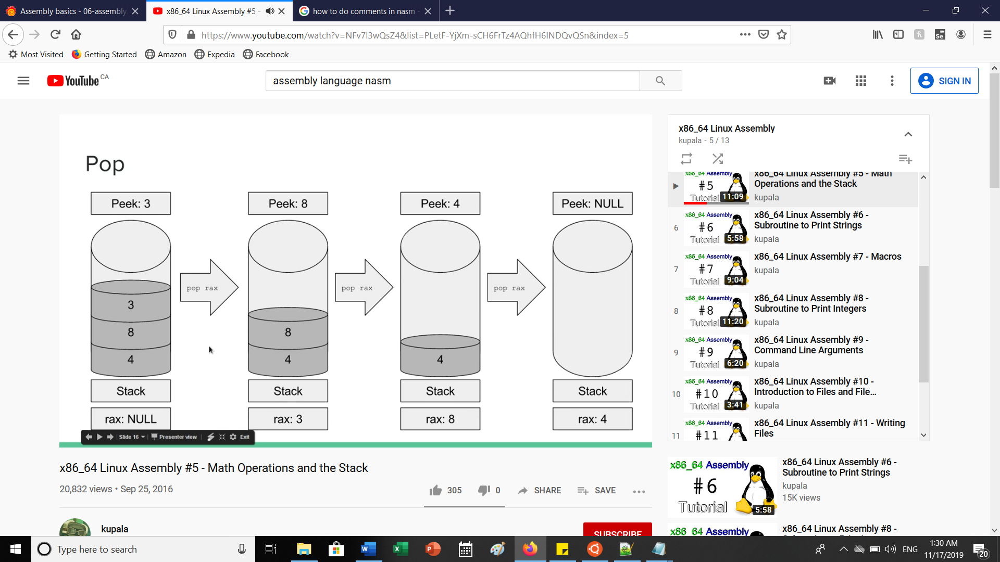 Assembly basics - 06-assembly
x86_64 Linux Assembly #5 -
how to do comments in nasm -
https://www.youtube.com/watch?v=NFv7l3wQsZ4&list=PLetF-YjXm-sCH6FrTz4AQhfH6INDQvQSn&index=5
Se
Most Visited
Getting Started
Amazon
Expedia
Facebook
YouTube CA
assembly language nasm
SIGN IN
Pop
Peek: 3
Peek: 8
Peek: 4
Peek: NULL
pop rax
pop rax
pop rax
3
8
4
8
4
4
Stack
Stack
Stack
Stack
rax: NULL
rax: 3
rax: 8
rax: 4
Slide 16
Presenter view
Exit
x86_64 Linux Assembly #5 - Math Operations and the Stack
20,832 views • Sep 25, 2016
305
0
SHARE
SAVE
kupala
SUBSCRIBE
x86_64 Linux Assembly
kupala - 5 / 13
x86_64 Assembly
#5
Tutorial
11:09
x86_64 Linux Assembly #5 - Math
Operations and the Stack
kupala
6
x86_64 Assembly
#6
Tutorial
5:58
x86_64 Linux Assembly #6 -
Subroutine to Print Strings
kupala
7
x86_64 Assembly
#7
Tutorial
9:04
x86_64 Linux Assembly #7 - Macros
kupala
8
x86_64 Assembly
#8
Tutorial
11:20
x86_64 Linux Assembly #8 -
Subroutine to Print Integers
kupala
9
x86_64 Assembly
#9
Tutorial
6:20
x86_64 Linux Assembly #9 -
Command Line Arguments
kupala
10
x86_64 Assembly
#10
Tutorial
3:41
x86_64 Linux Assembly #10 -
Introduction to Files and File...
kupala
11
x86_64 Assembly
#11
x86_64 Linux Assembly #11 - Writing
Files
x86_64 Assembly
#6
Tutorial
5:58
x86_64 Linux Assembly #6 -
Subroutine to Print Strings
kupala
15K views
x86_64 Assembly
x86_64 Linux Assembly #8 -
Type here to search
ENG
1:30 AM
11/17/2019
20